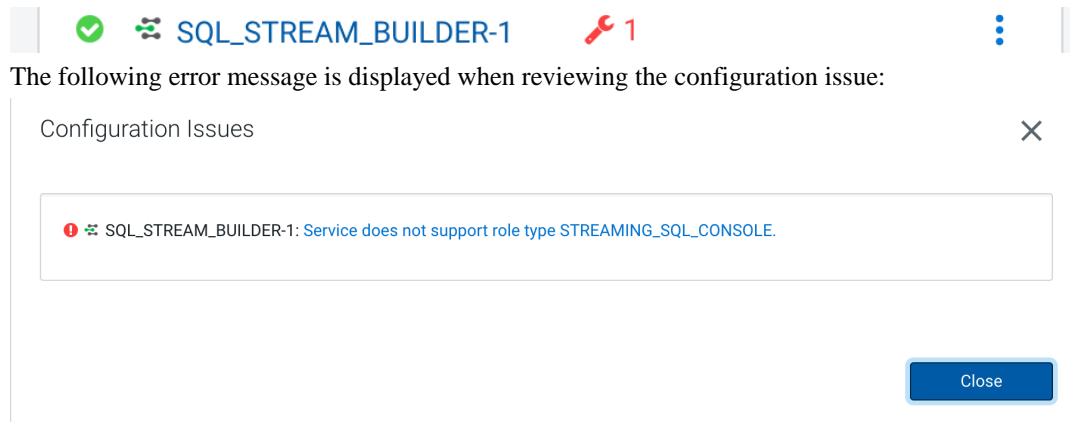 SQL_STREAM_BUILDER-1 1
The following error message is displayed when reviewing the configuration issue:
Configuration Issues
SQL_STREAM_BUILDER-1: Service does not support role type STREAMING_SQL_CONSOLE.
Close